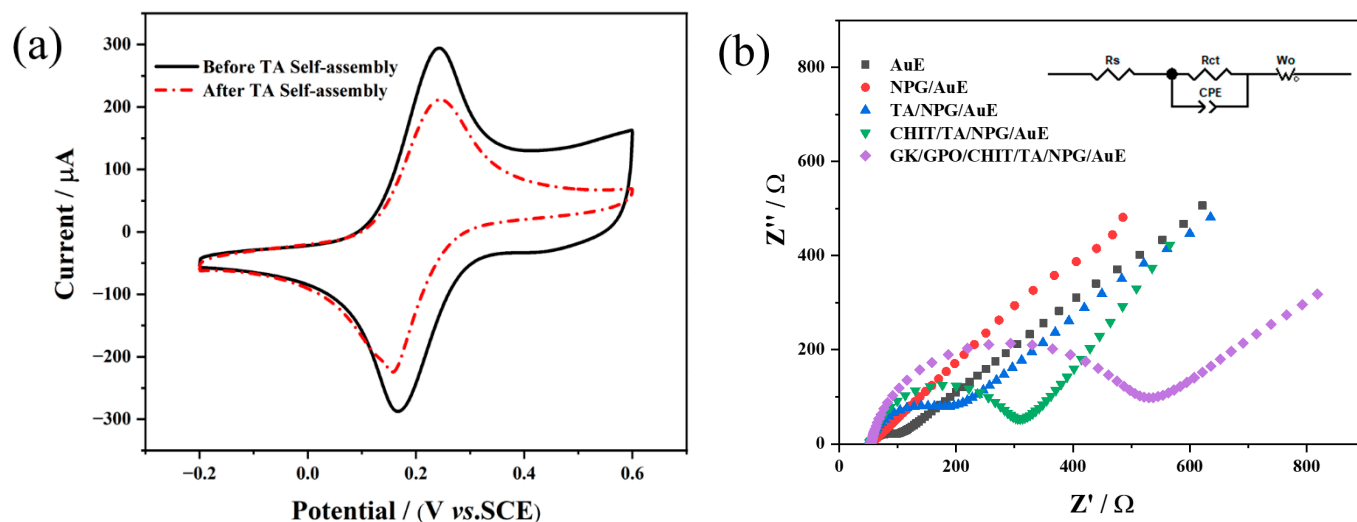 (a)
300
200
100
0
−100
−200
−300
Current / μA
Before TA Self-assembly
After TA Self-assembly
−0.2
0.0
0.2
0.4
0.6
Potential / (V vs.SCE)
(b)
800
600
400
200
0
Z'' / Ω
AuE
NPG/AuE
TA/NPG/AuE
CHIT/TA/NPG/AuE
GK/GPO/CHIT/TA/NPG/AuE
Rs
Rct
Wo
CPE
0
200
400
600
800
Z' / Ω